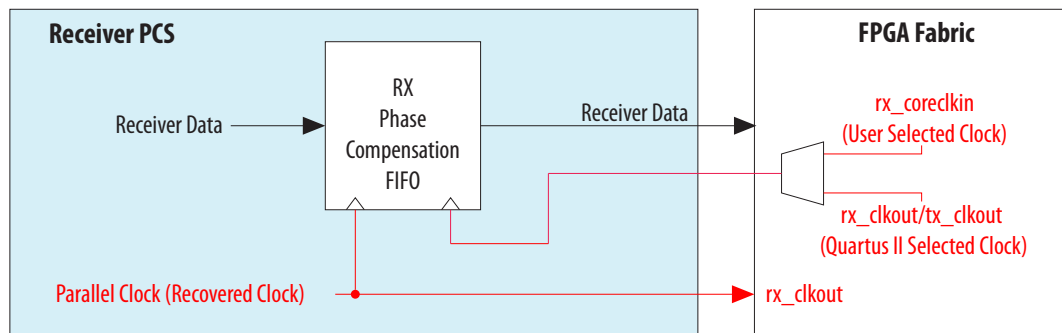 Receiver PCS
FPGA Fabric
RX
Phase
Compensation
FIFO
Receiver Data
Receiver Data
rx_coreclkin
(User Selected Clock)
rx_clkout/tx_clkout
(Quartus II Selected Clock)
Parallel Clock (Recovered Clock)
rx_clkout